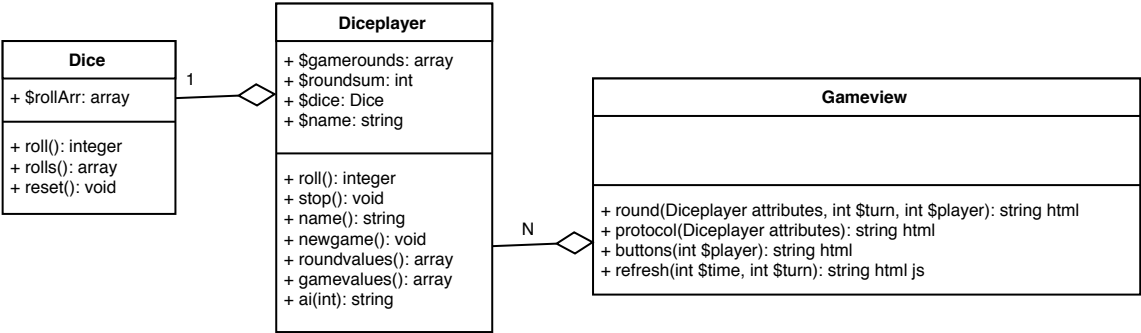 Dice
+ $rollArr: array
+ roll(): integer
+ rolls(): array
+ reset(): void
1
Diceplayer
+ $gamerounds: array
+ $roundsum: int
+ $dice: Dice
+ $name: string
+ roll(): integer
+ stop(): void
+ name(): string
+ newgame(): void
+ roundvalues(): array
+ gamevalues(): array
+ ai(int): string
N
Gameview
+ round(Diceplayer attributes, int $turn, int $player): string html
+ protocol(Diceplayer attributes): string html
+ buttons(int $player): string html
+ refresh(int $time, int $turn): string html js